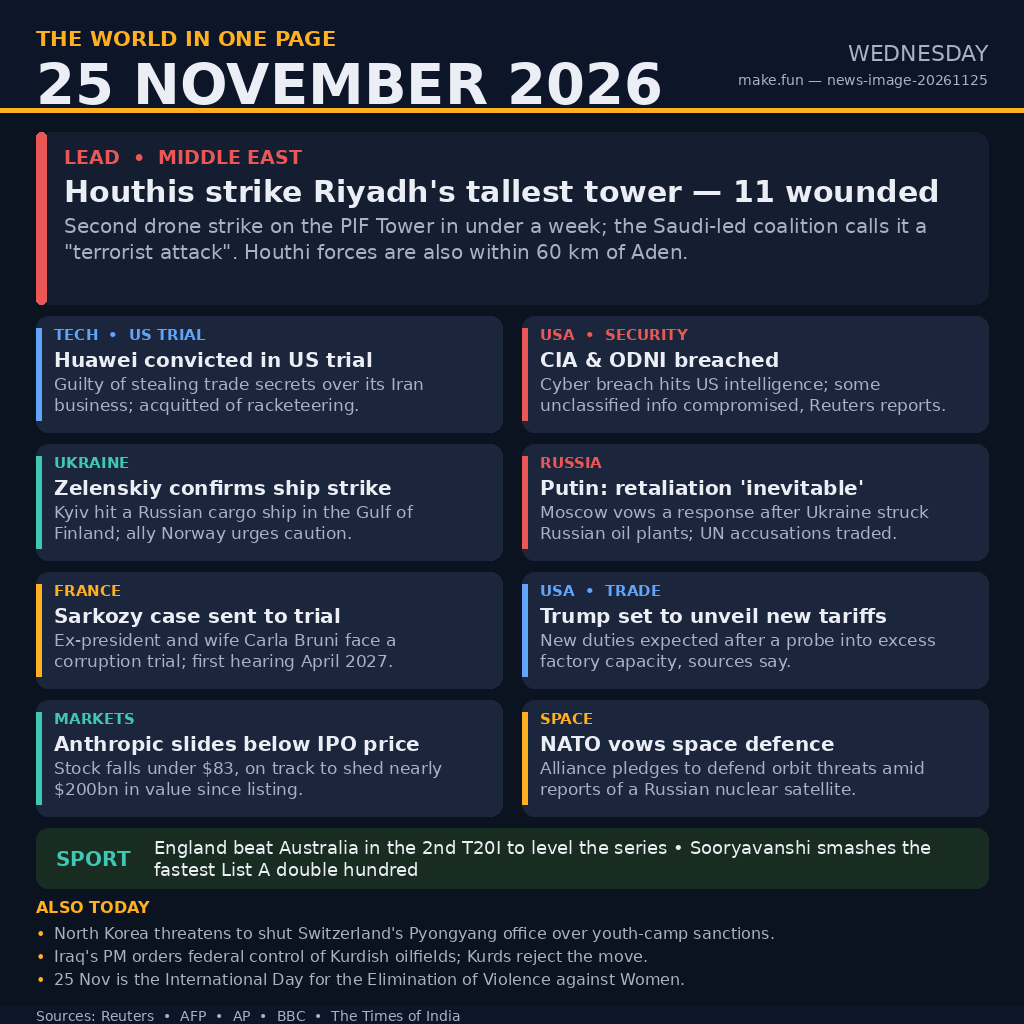 THE WORLD IN ONE PAGE
25 NOVEMBER 2026
WEDNESDAY
make.fun — news-image-20261125
LEAD • MIDDLE EAST
Houthis strike Riyadh's tallest tower — 11 wounded
Second drone strike on the PIF Tower in under a week; the Saudi-led coalition calls it a
"terrorist attack". Houthi forces are also within 60 km of Aden.
TECH • US TRIAL
Huawei convicted in US trial
Guilty of stealing trade secrets over its Iran
business; acquitted of racketeering.
USA • SECURITY
CIA & ODNI breached
Cyber breach hits US intelligence; some
unclassified info compromised, Reuters reports.
UKRAINE
Zelenskiy confirms ship strike
Kyiv hit a Russian cargo ship in the Gulf of
Finland; ally Norway urges caution.
RUSSIA
Putin: retaliation 'inevitable'
Moscow vows a response after Ukraine struck
Russian oil plants; UN accusations traded.
FRANCE
Sarkozy case sent to trial
Ex-president and wife Carla Bruni face a
corruption trial; first hearing April 2027.
USA • TRADE
Trump set to unveil new tariffs
New duties expected after a probe into excess
factory capacity, sources say.
MARKETS
Anthropic slides below IPO price
Stock falls under $83, on track to shed nearly
$200bn in value since listing.
SPACE
NATO vows space defence
Alliance pledges to defend orbit threats amid
reports of a Russian nuclear satellite.
SPORT
England beat Australia in the 2nd T20I to level the series • Sooryavanshi smashes the
fastest List A double hundred
ALSO TODAY
• North Korea threatens to shut Switzerland's Pyongyang office over youth-camp sanctions.
• Iraq's PM orders federal control of Kurdish oilfields; Kurds reject the move.
• 25 Nov is the International Day for the Elimination of Violence against Women.
Sources: Reuters • AFP • AP • BBC • The Times of India